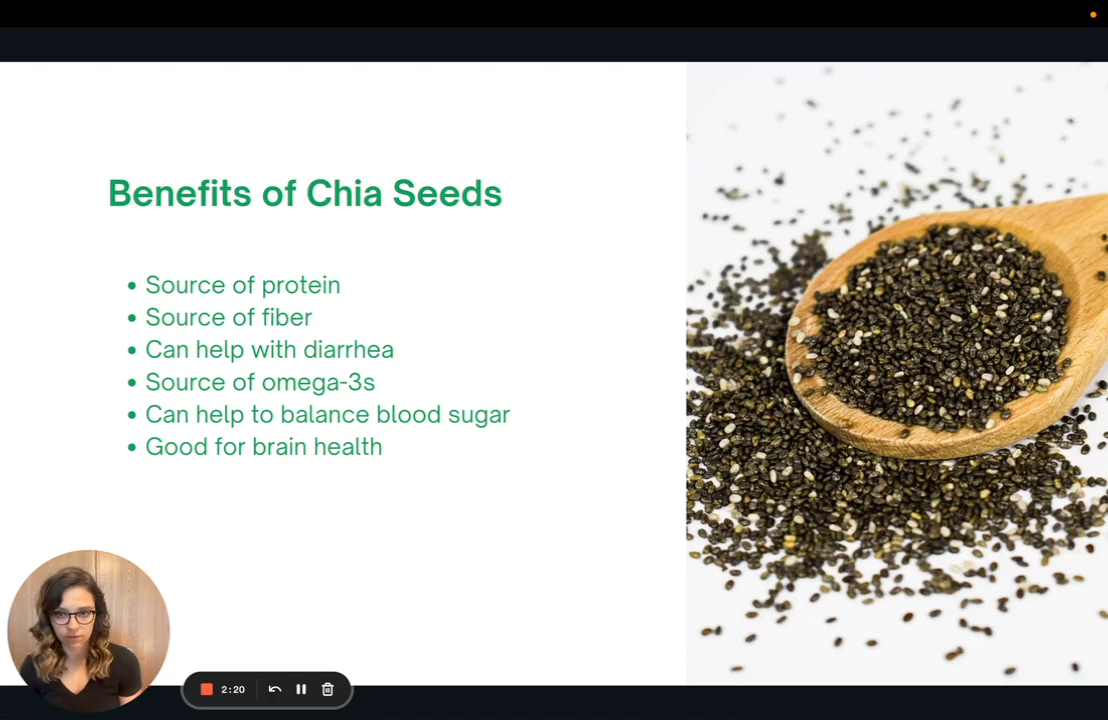 Benefits of Chia Seeds
• Source of protein
• Source of fiber
• Can help with diarrhea
• Source of omega-3s
• Can help to balance blood sugar
• Good for brain health
2:20